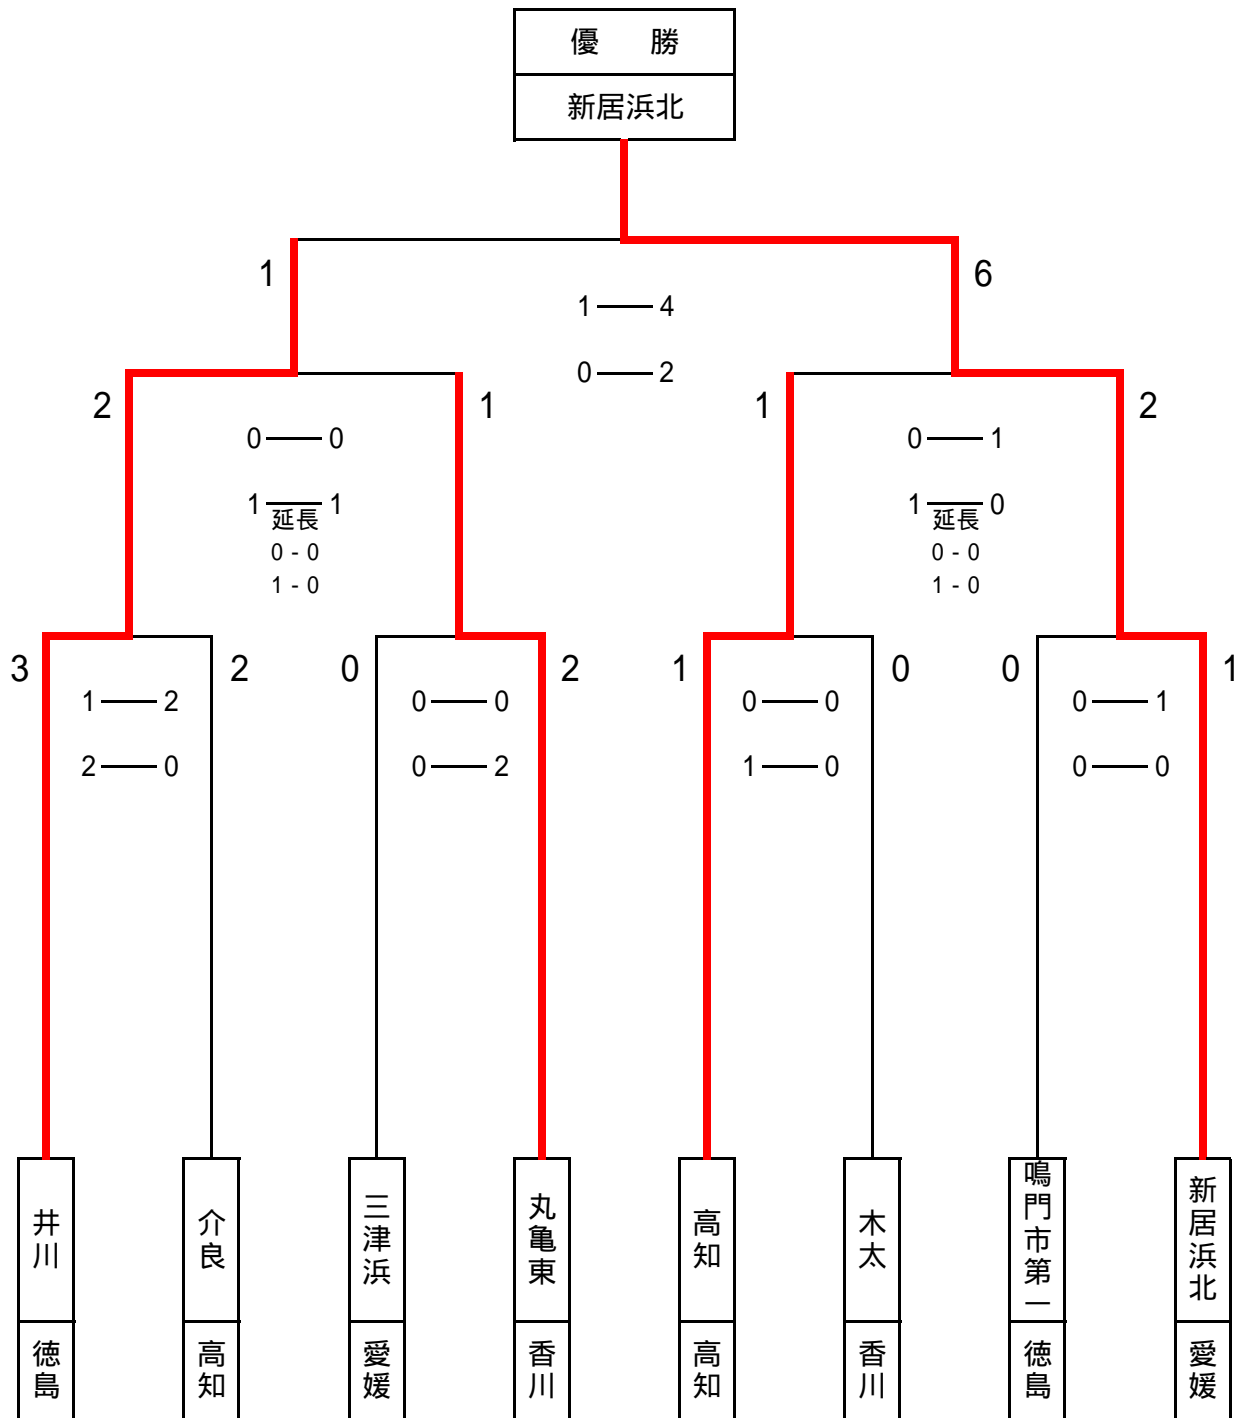 優　勝
新居浜北
1
6
1 4
0 2
2
1
1
2
0 0
0 1
1 1
延長
0 - 0
1 - 0
1 0
延長
0 - 0
1 - 0
3
2
0
2
1
0
0
1
1 2
0 0
0 0
0 1
2 0
0 2
1 0
0 0
井川
介良
三津浜
丸亀東
高知
木太
鳴門市第一
新居浜北
徳島
高知
愛媛
香川
高知
香川
徳島
愛媛